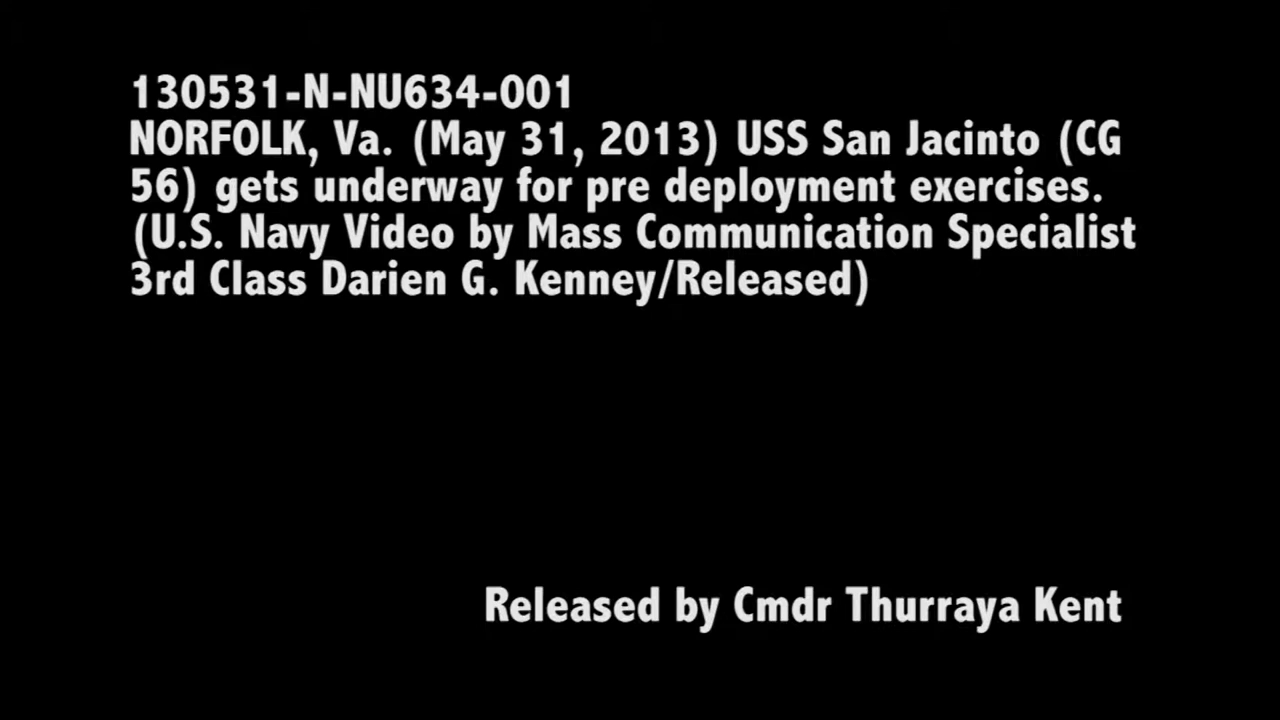 130531-N-NU634-001
NORFOLK, Va. (May 31, 2013) USS San Jacinto (CG
56) gets underway for pre deployment exercises.
(U.S. Navy Video by Mass Communication Specialist
3rd Class Darien G. Kenney/Released)
Released by Cmdr Thurraya Kent